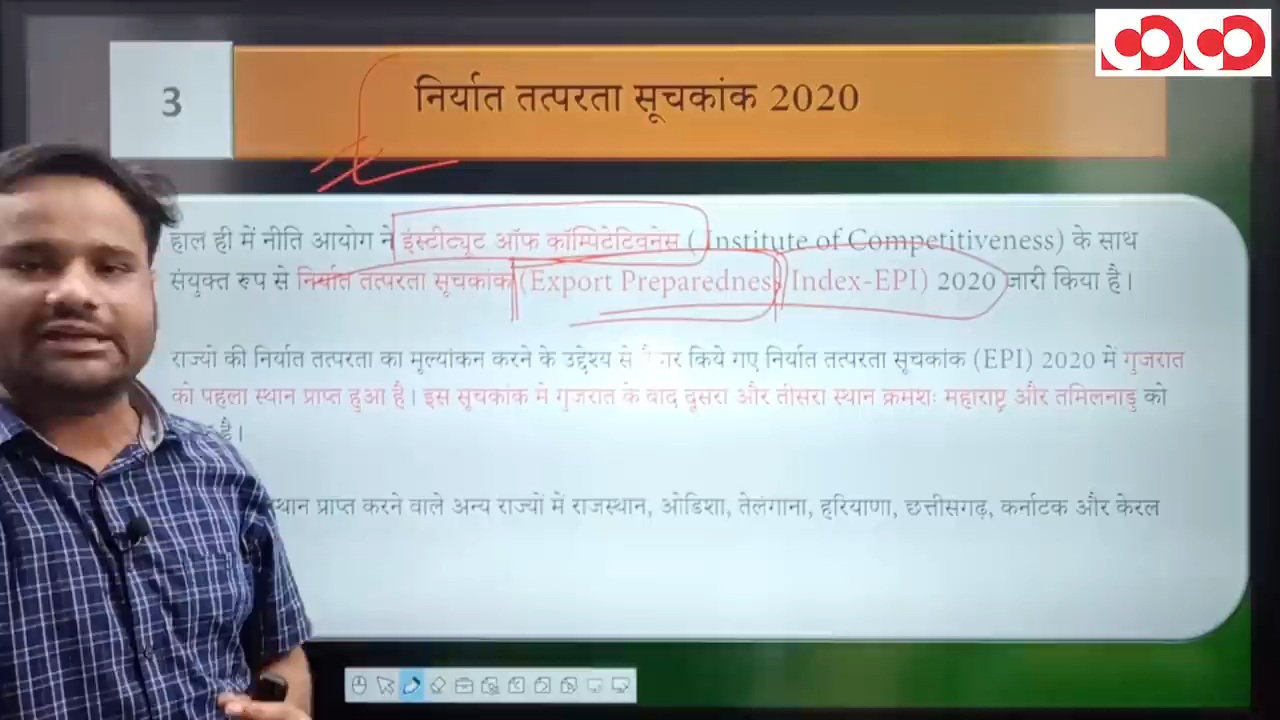 3
निर्यात तत्परता सूचकांक 2020
हाल ही में नीति आयोग ने इंस्टीट्यूट ऑफ कॉम्पिटेटिवनेस (Institute of Competitiveness) के साथ
संयुक्त रूप से निर्यात तत्परता सूचकांक (Export Preparedness Index-EPI) 2020 जारी किया है।
राज्यों की निर्यात तत्परता का मूल्यांकन करने के उद्देश्य से किये गए निर्यात तत्परता सूचकांक (EPI) 2020 में गुजरात
को पहला स्थान प्राप्त हुआ है। इस सूचकांक मे गुजरात के बाद दूसरा और तीसरा स्थान क्रमशः महाराष्ट्र और तमिलनाडु को
है।
स्थान प्राप्त करने वाले अन्य राज्यों में राजस्थान, ओडिशा, तेलंगाना, हरियाणा, छत्तीसगढ़, कर्नाटक और केरल